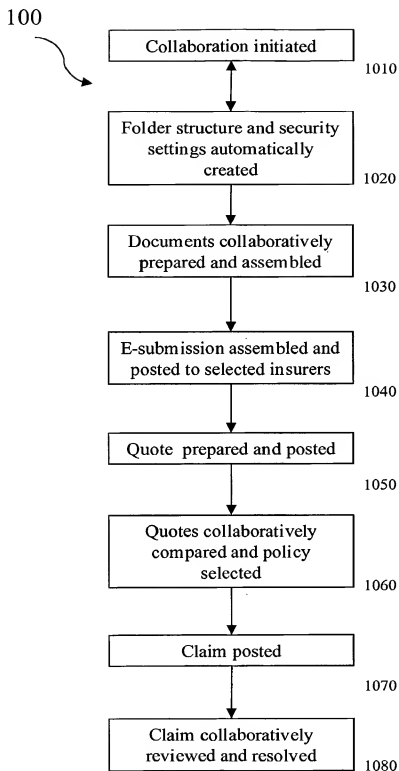 100
Collaboration initiated
1010
Folder structure and security
settings automatically
created
1020
Documents collaboratively
prepared and assembled
1030
E-submission assembled and
posted to selected insurers
1040
Quote prepared and posted
1050
Quotes collaboratively
compared and policy
selected
1060
Claim posted
1070
Claim collaboratively
reviewed and resolved
1080